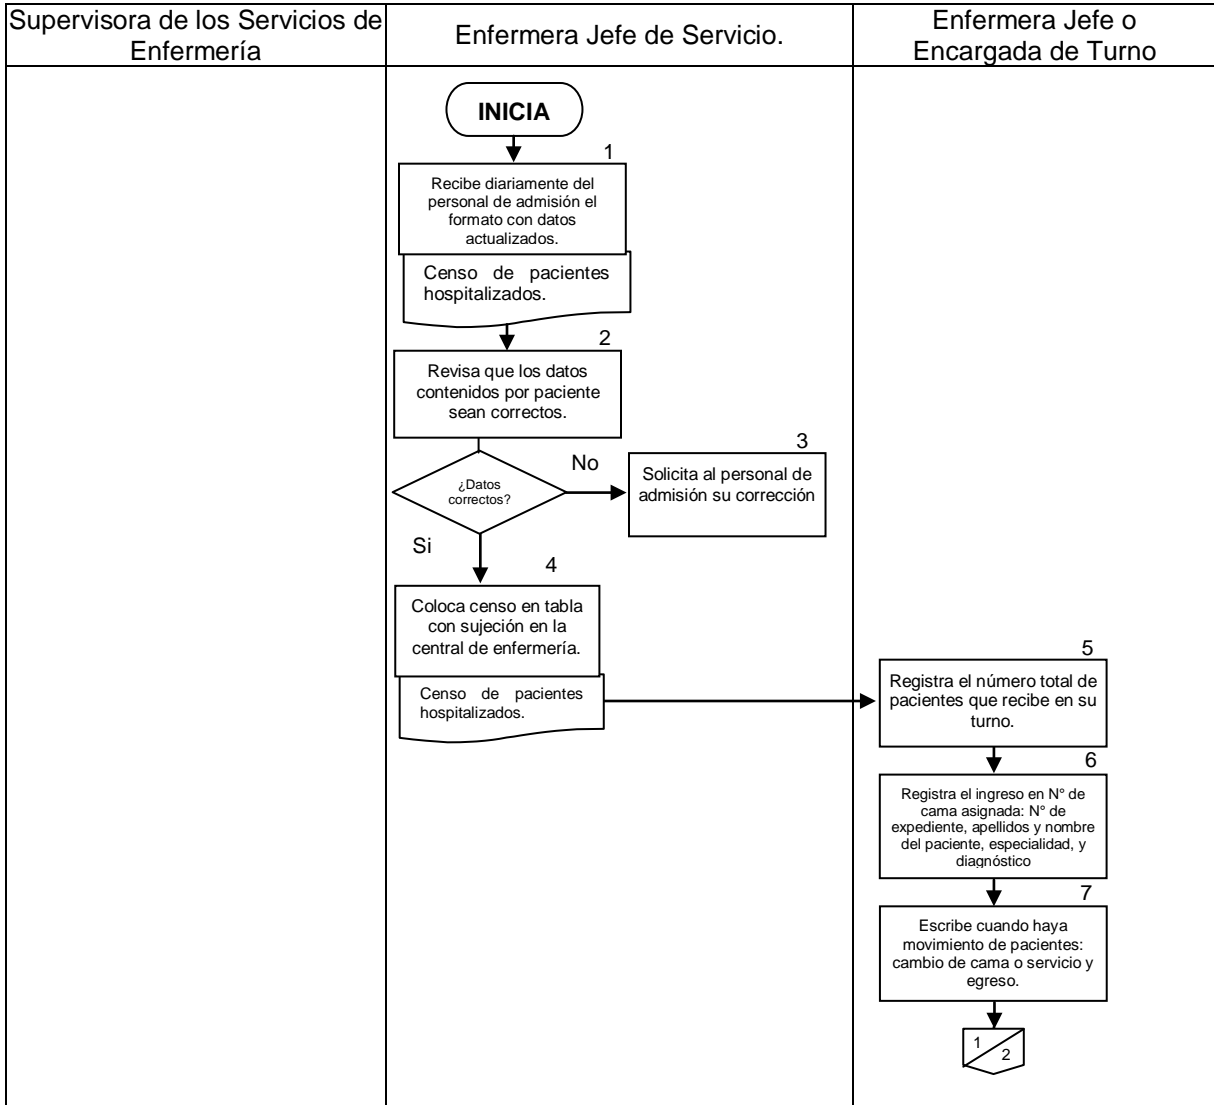 Supervisora de los Servicios de
Enfermería
Enfermera Jefe de Servicio.
Enfermera Jefe o
Encargada de Turno
INICIA
1
Recibe diariamente del
personal de admisión el
formato con datos
actualizados.
Censo de pacientes
hospitalizados.
2
Revisa que los datos
contenidos por paciente
sean correctos.
¿Datos
correctos?
No
3
Solicita al personal de
admisión su corrección
Si
4
Coloca censo en tabla
con sujeción en la
central de enfermería.
Censo de pacientes
hospitalizados.
5
Registra el número total de
pacientes que recibe en su
turno.
6
Registra el ingreso en N° de
cama asignada: N° de
expediente, apellidos y nombre
del paciente, especialidad, y
diagnóstico
7
Escribe cuando haya
movimiento de pacientes:
cambio de cama o servicio y
egreso.
1
2